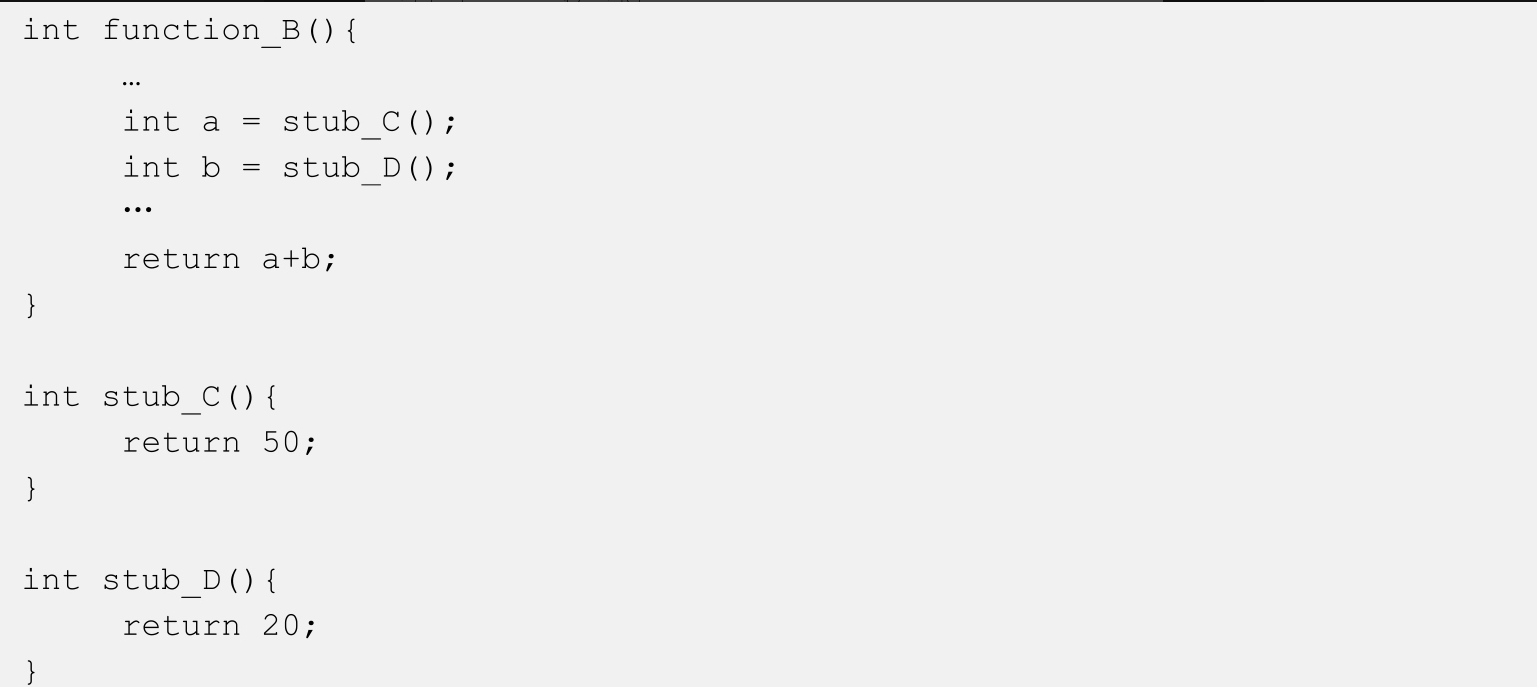 int function_B(){
…
int a = stub_C();
int b = stub_D();
…
return a+b;
}
int stub_C(){
return 50;
}
int stub_D(){
return 20;
}